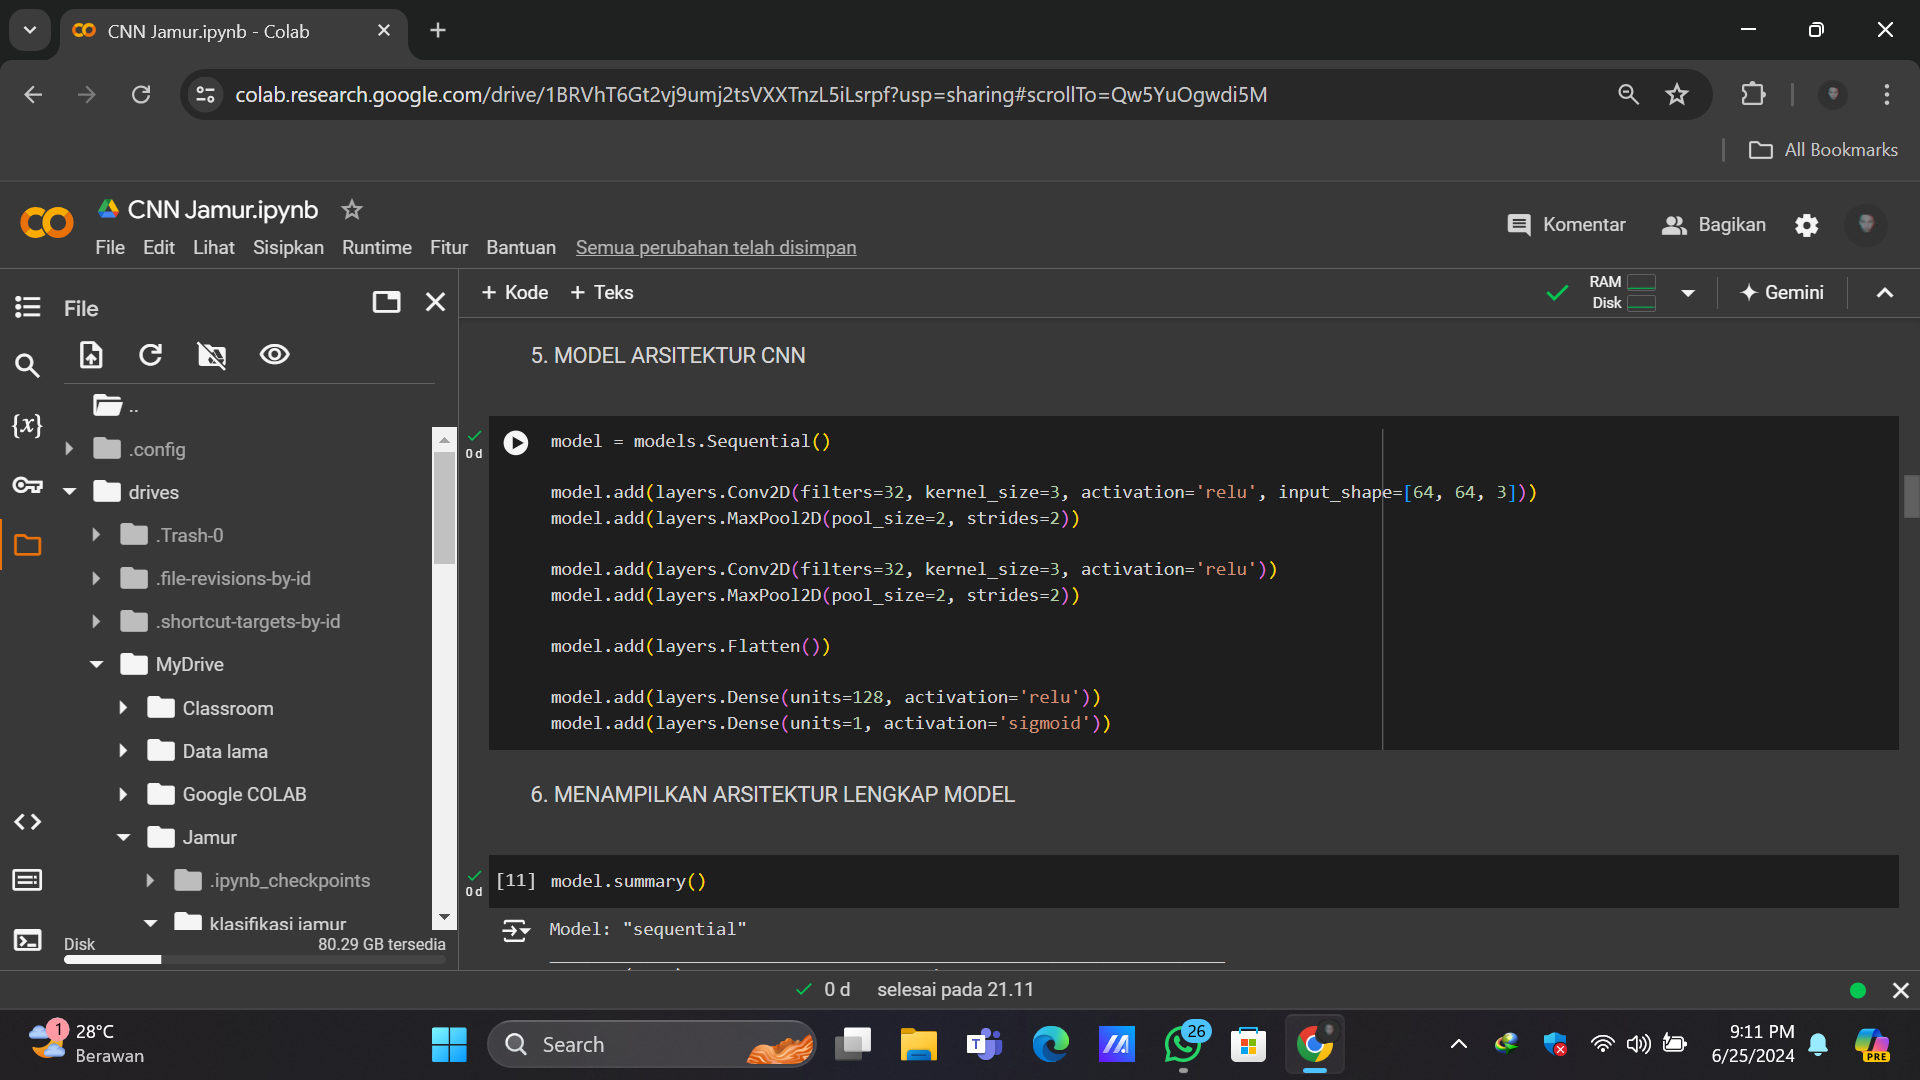 CNN Jamur.ipynb - Colab
colab.research.google.com/drive/1BRVhT6Gt2vj9umj2tsVXXTnzL5iLsrpf?usp=sharing#scrollTo=Qw5YuOgwdi5M
All Bookmarks
CNN Jamur.ipynb
File Edit Lihat Sisipkan Runtime Fitur Bantuan Semua perubahan telah disimpan
Komentar Bagikan
File
+ Kode + Teks
RAM
Disk
Gemini
{x}
..
.config
drives
.Trash-0
.file-revisions-by-id
.shortcut-targets-by-id
MyDrive
Classroom
Data lama
Google COLAB
Jamur
.ipynb_checkpoints
klasifikasi jamur
Disk 80.29 GB tersedia
5. MODEL ARSITEKTUR CNN
0 d
model = models.Sequential()
model.add(layers.Conv2D(filters=32, kernel_size=3, activation='relu', input_shape=[64, 64, 3]))
model.add(layers.MaxPool2D(pool_size=2, strides=2))
model.add(layers.Conv2D(filters=32, kernel_size=3, activation='relu'))
model.add(layers.MaxPool2D(pool_size=2, strides=2))
model.add(layers.Flatten())
model.add(layers.Dense(units=128, activation='relu'))
model.add(layers.Dense(units=1, activation='sigmoid'))
6. MENAMPILKAN ARSITEKTUR LENGKAP MODEL
0 d
[11] model.summary()
Model: "sequential"
0 d selesai pada 21.11
1
28°C
Berawan
Search
T
26
PRE
9:11 PM
6/25/2024